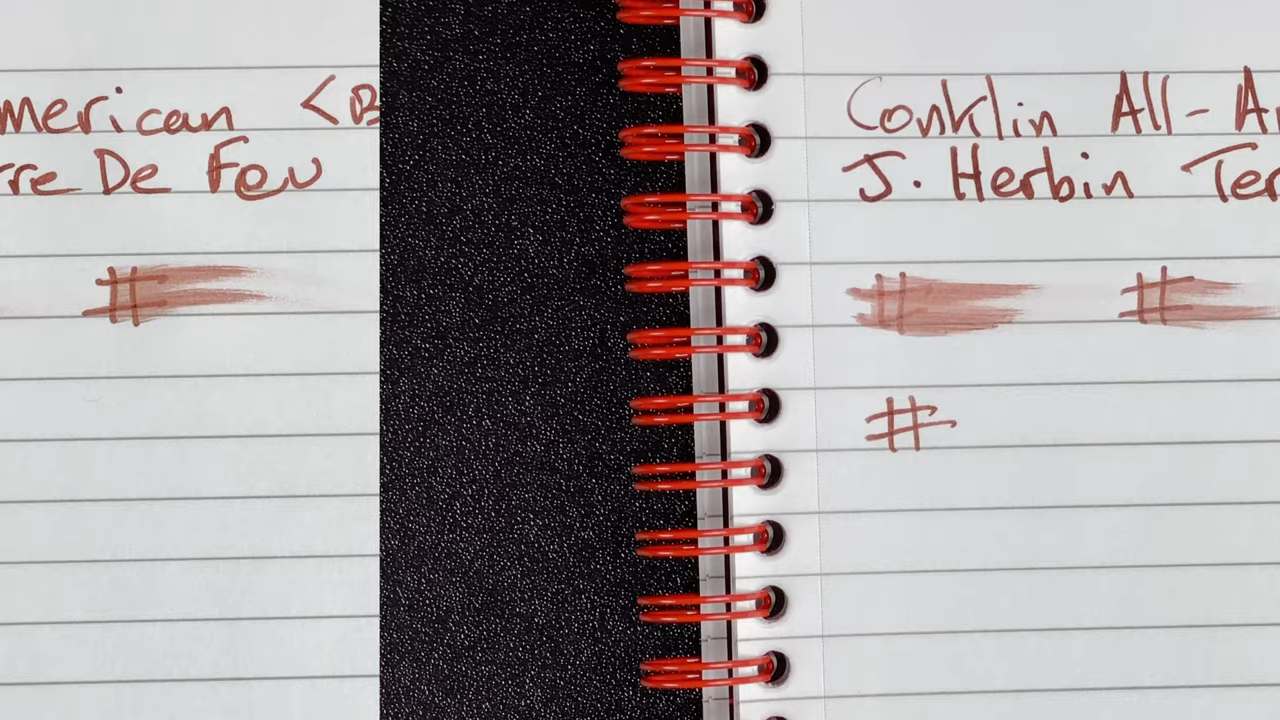 merican <B
rre De Feu
#
Conklin All-A
J. Herbin Ter
# #
#